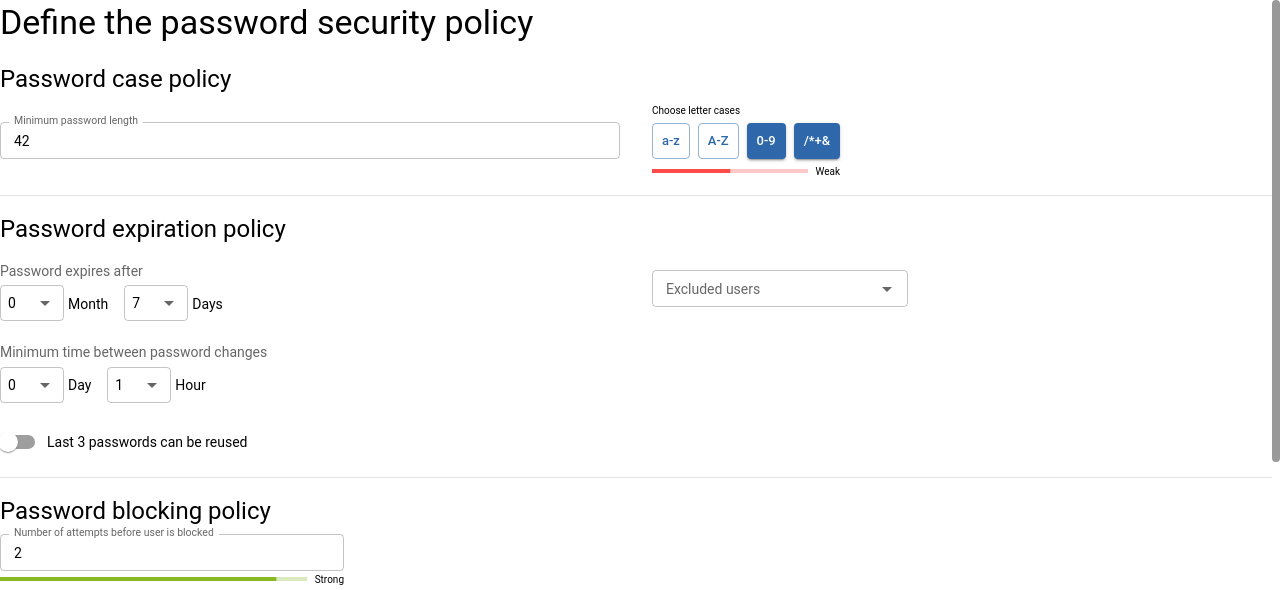 Define the password security policy
Password case policy
Minimum password length
42
Choose letter cases
a-z A-Z 0-9 /*+&
Weak
Password expiration policy
Password expires after
0 Month 7 Days
Excluded users
Minimum time between password changes
0 Day 1 Hour
Last 3 passwords can be reused
Password blocking policy
Number of attempts before user is blocked
2
Strong